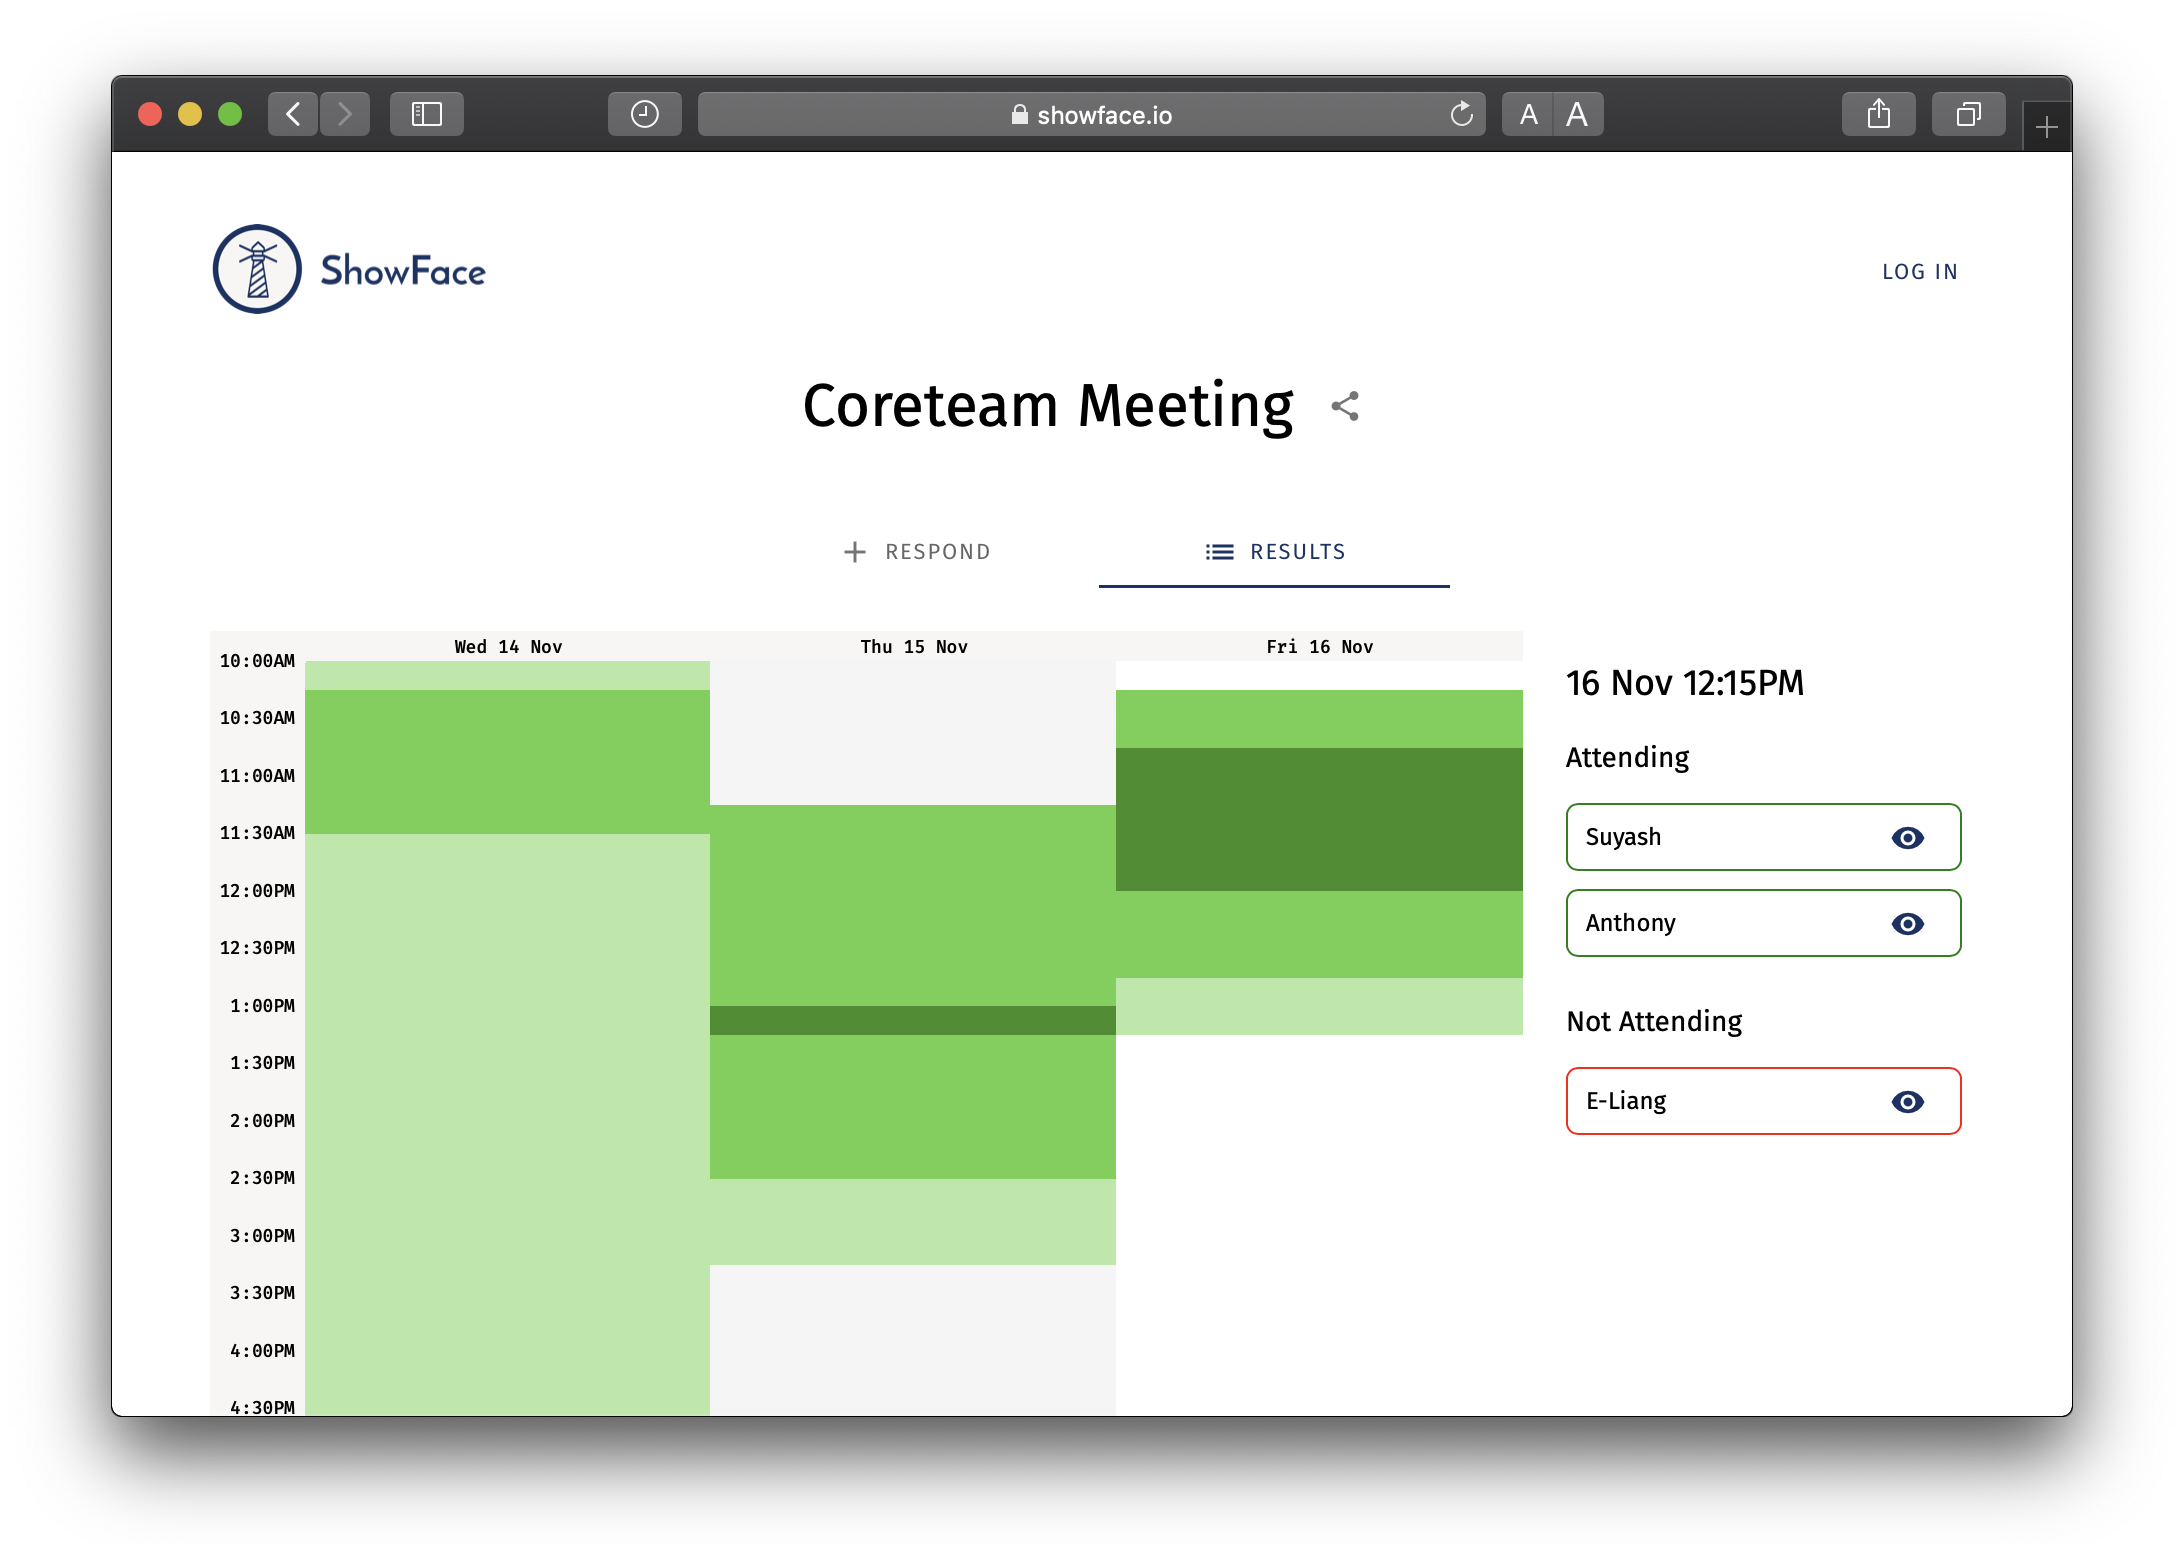 showface.io
A A
ShowFace
LOG IN
Coreteam Meeting
RESPOND
RESULTS
Wed 14 Nov
Thu 15 Nov
Fri 16 Nov
10:00AM
10:30AM
11:00AM
11:30AM
12:00PM
12:30PM
1:00PM
1:30PM
2:00PM
2:30PM
3:00PM
3:30PM
4:00PM
4:30PM
16 Nov 12:15PM
Attending
Suyash
Anthony
Not Attending
E-Liang